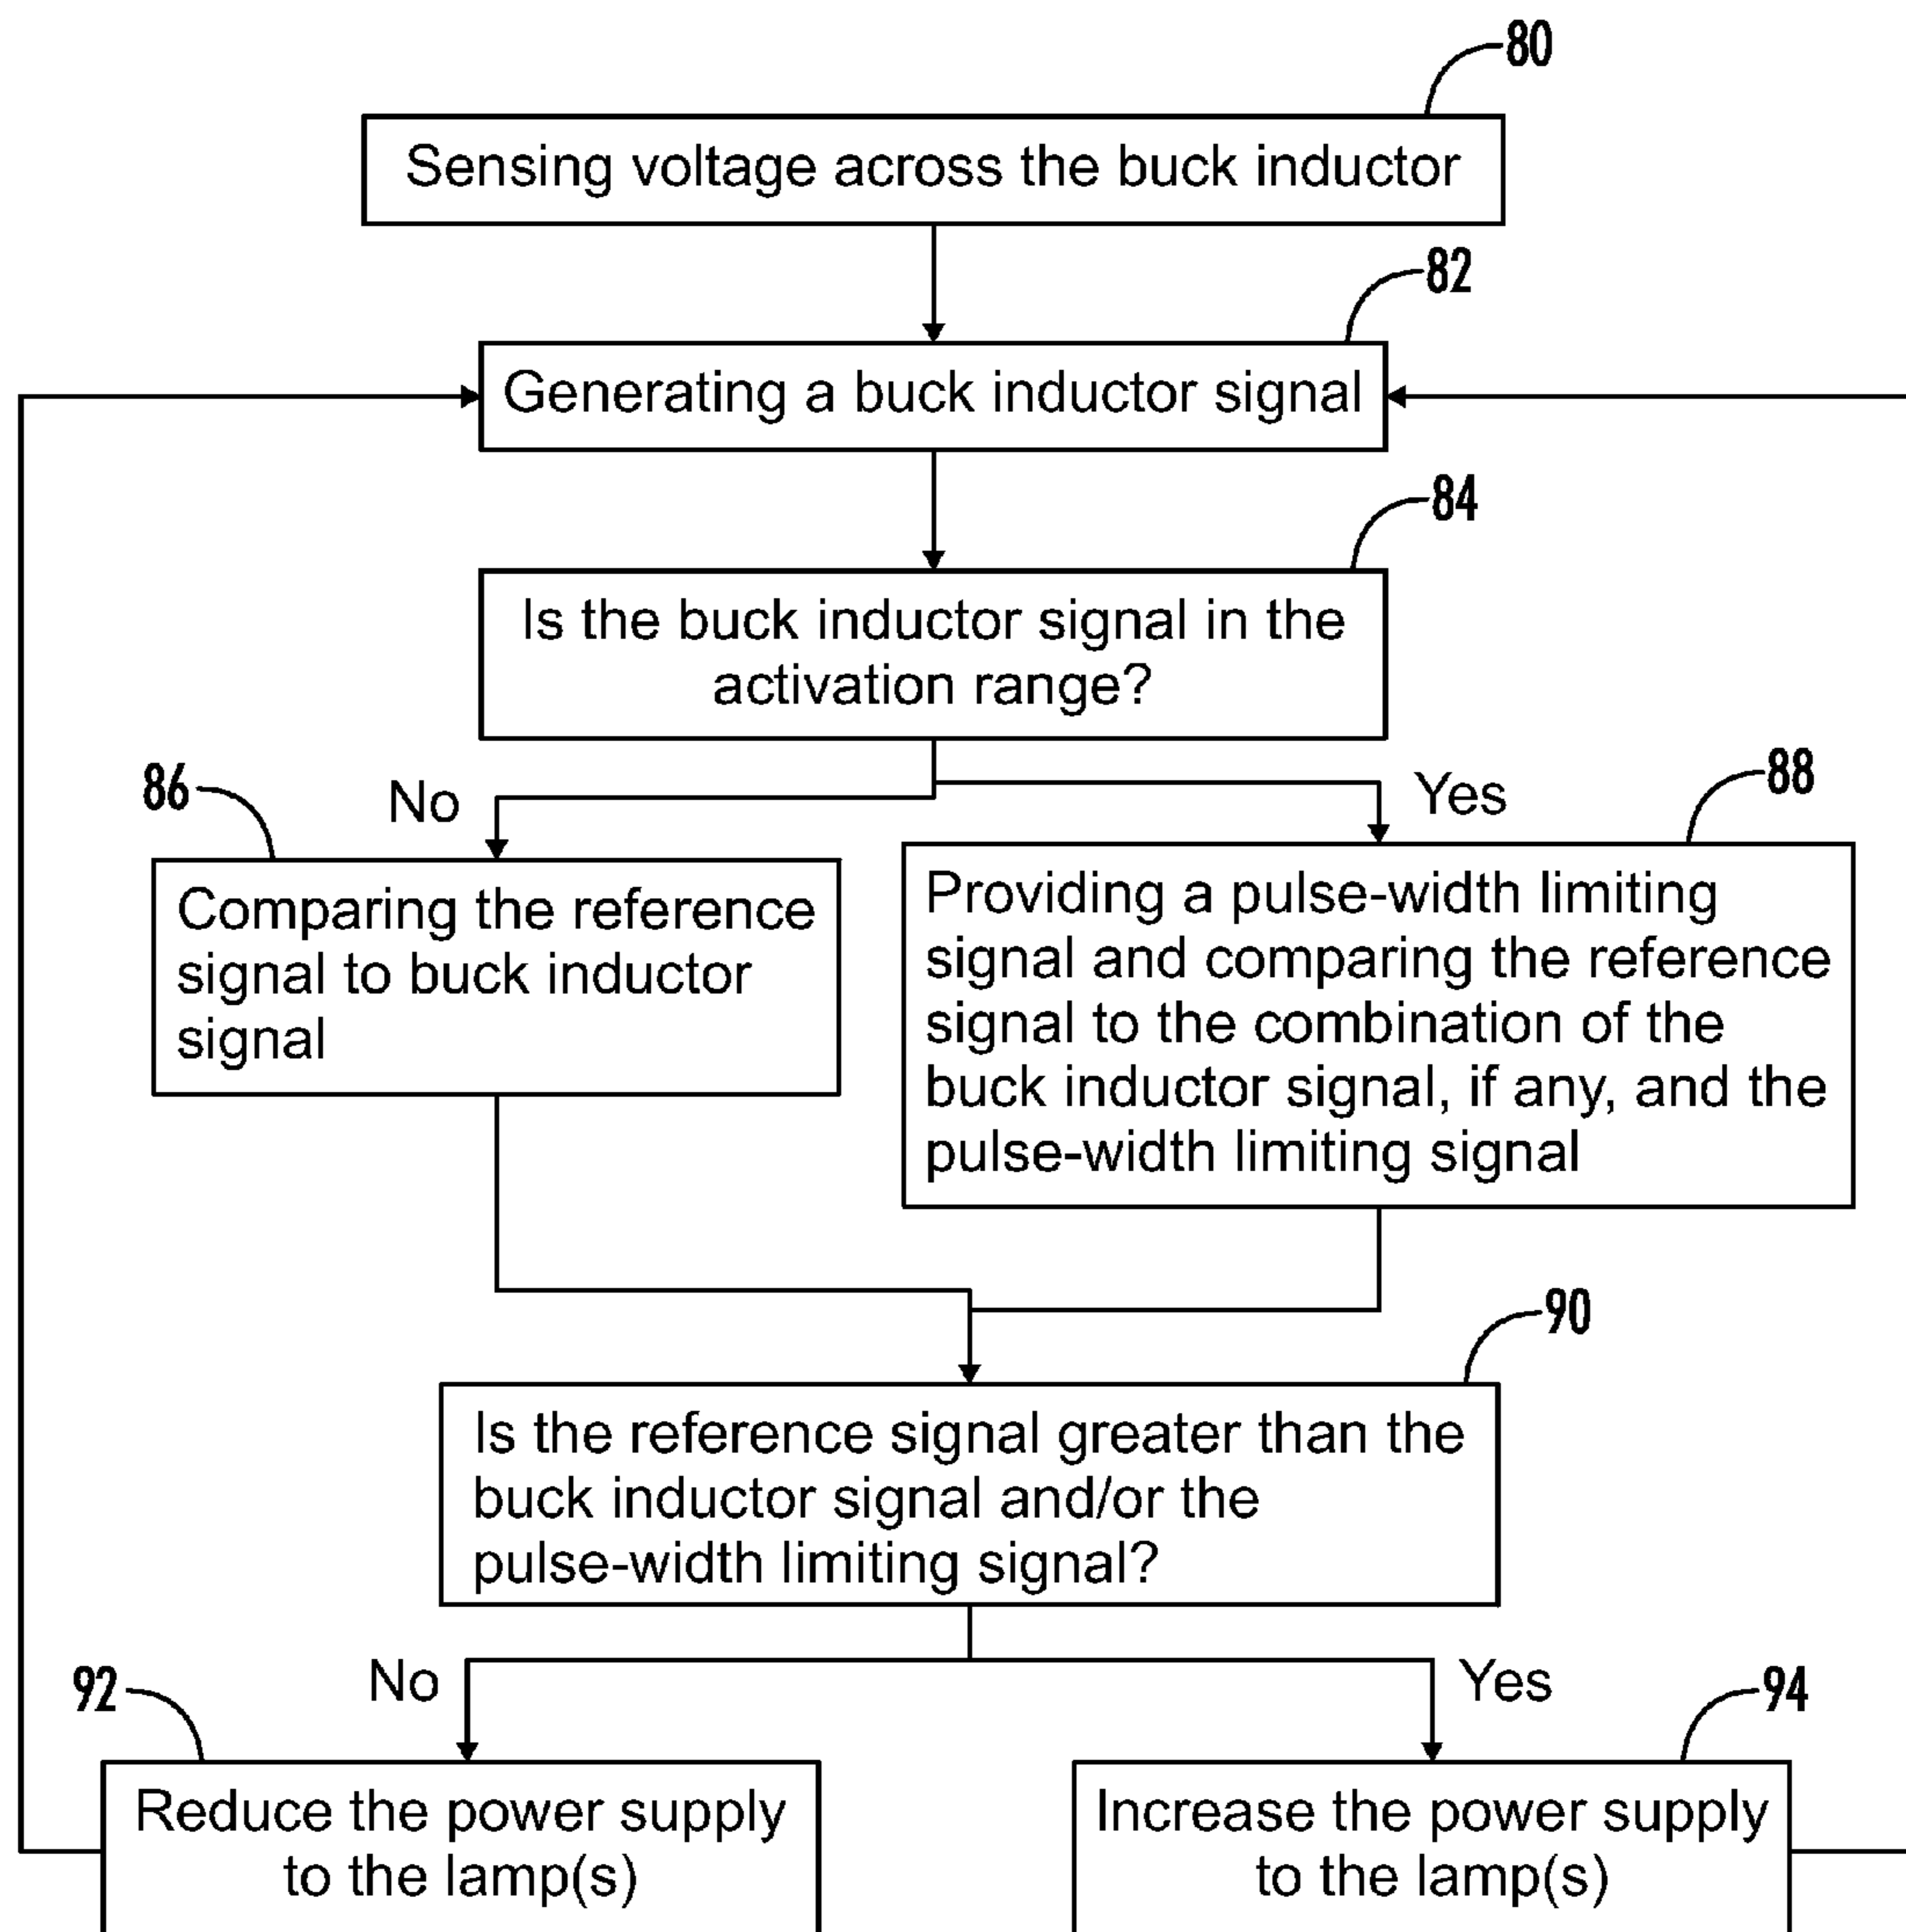 80
Sensing voltage across the buck inductor
82
Generating a buck inductor signal
84
Is the buck inductor signal in the
activation range?
86
No
Yes
88
Comparing the reference
signal to buck inductor
signal
Providing a pulse-width limiting
signal and comparing the reference
signal to the combination of the
buck inductor signal, if any, and the
pulse-width limiting signal
90
Is the reference signal greater than the
buck inductor signal and/or the
pulse-width limiting signal?
92
No
Yes
94
Reduce the power supply
to the lamp(s)
Increase the power supply
to the lamp(s)